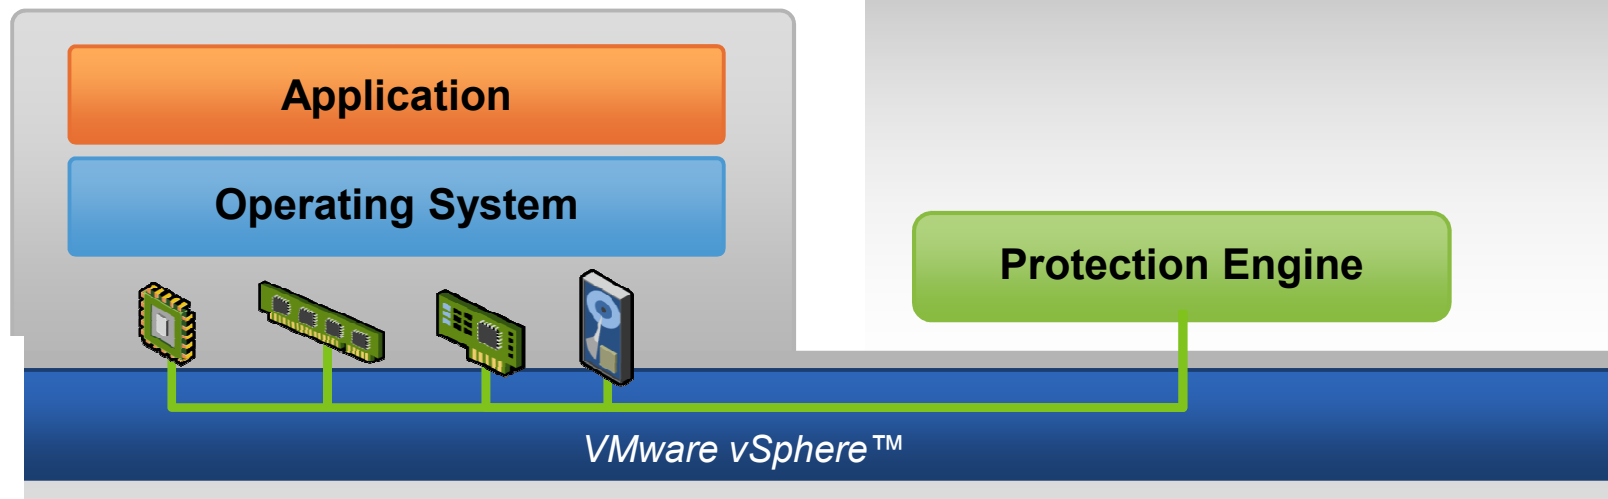 Application
Operating System
Protection Engine
VMware vSphere™